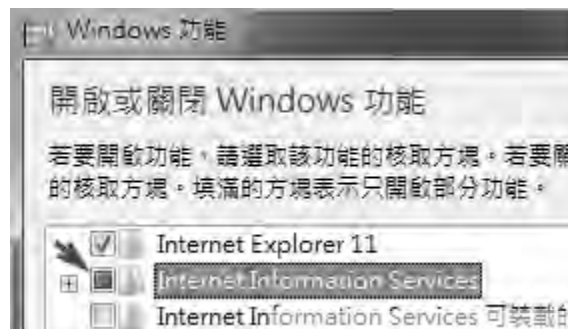 Windows 功能
開啟或關閉 Windows 功能
若要開啟功能，請選取該功能的核取方塊。若要關
的核取方塊。填滿的方塊表示只開啟部分功能。
Internet Explorer 11
Internet Information Services
Internet Information Services 可裝載的